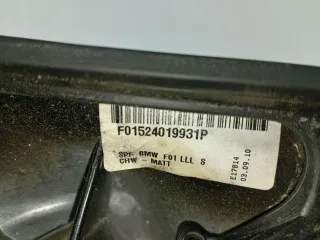 F01524019931P
SPF BMW F01 LLL S
CHW - MATT
E17814
03.09.10